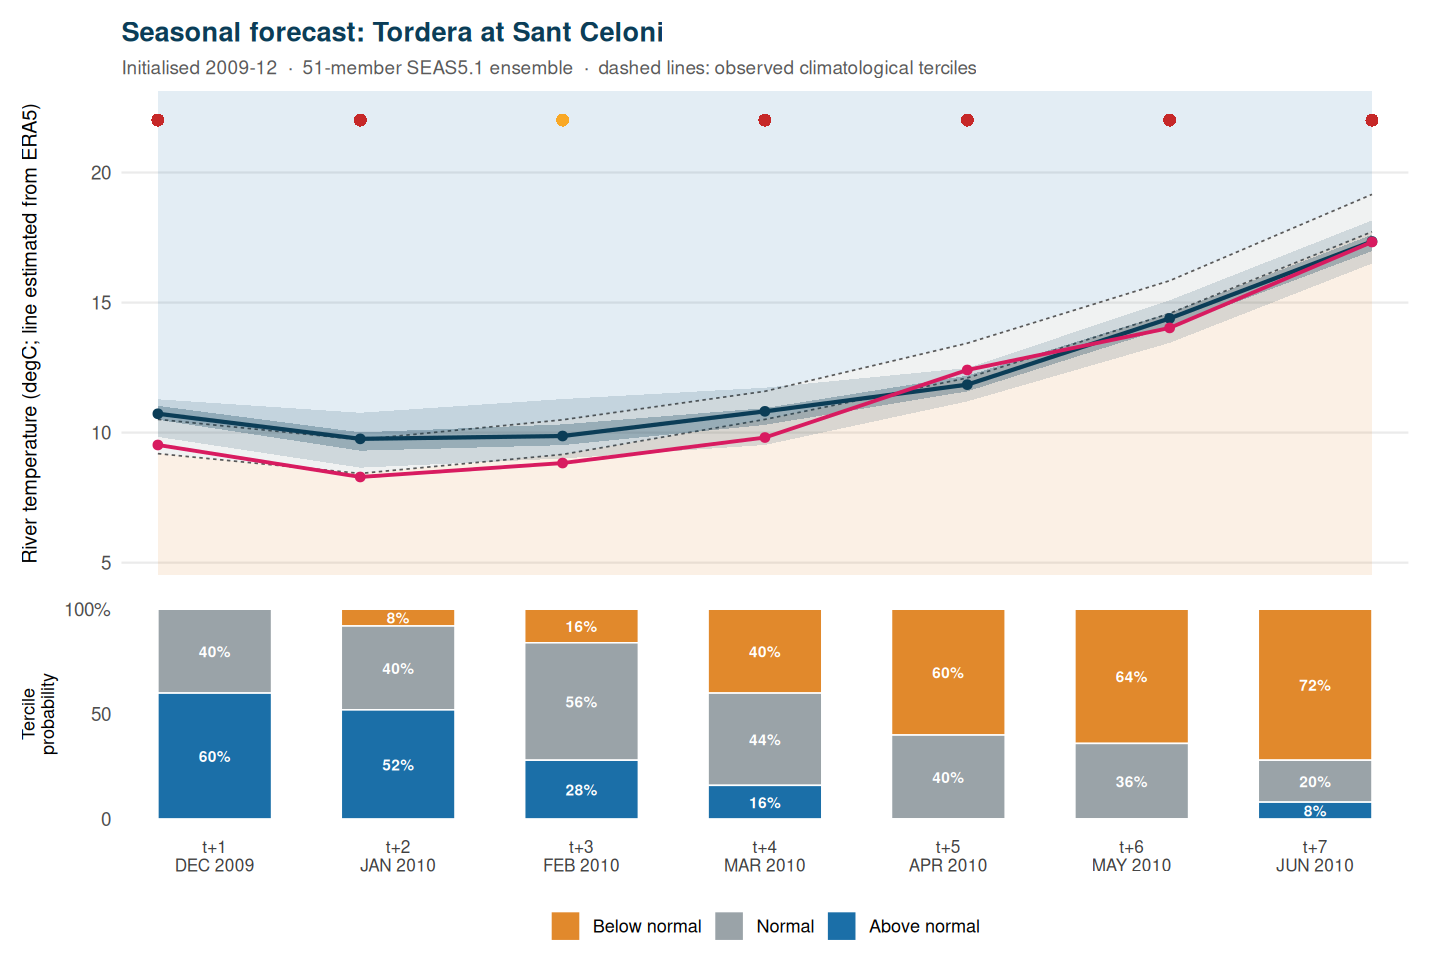 Seasonal forecast: Tordera at Sant Celoni
Initialised 2009-12 · 51-member SEAS5.1 ensemble · dashed lines: observed climatological terciles
River temperature (degC; line estimated from ERA5)
20
15
10
5
Tercile
probability
100%
50
0
40%
60%
8%
40%
52%
16%
56%
28%
40%
44%
16%
60%
40%
64%
36%
72%
20%
8%
t+1
DEC 2009
t+2
JAN 2010
t+3
FEB 2010
t+4
MAR 2010
t+5
APR 2010
t+6
MAY 2010
t+7
JUN 2010
Below normal
Normal
Above normal